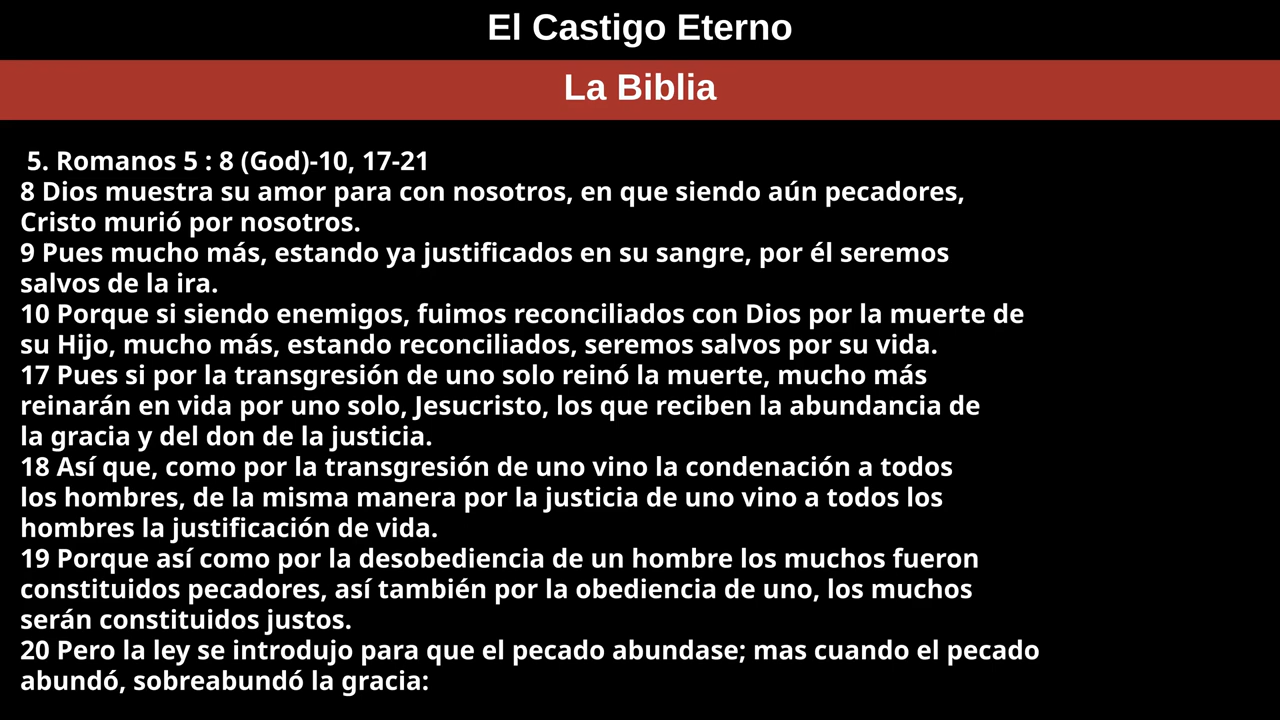 El Castigo Eterno
La Biblia
5. Romanos 5 : 8 (God)-10, 17-21
8 Dios muestra su amor para con nosotros, en que siendo aún pecadores,
Cristo murió por nosotros.
9 Pues mucho más, estando ya justificados en su sangre, por él seremos
salvos de la ira.
10 Porque si siendo enemigos, fuimos reconciliados con Dios por la muerte de
su Hijo, mucho más, estando reconciliados, seremos salvos por su vida.
17 Pues si por la transgresión de uno solo reinó la muerte, mucho más
reinarán en vida por uno solo, Jesucristo, los que reciben la abundancia de
la gracia y del don de la justicia.
18 Así que, como por la transgresión de uno vino la condenación a todos
los hombres, de la misma manera por la justicia de uno vino a todos los
hombres la justificación de vida.
19 Porque así como por la desobediencia de un hombre los muchos fueron
constituidos pecadores, así también por la obediencia de uno, los muchos
serán constituidos justos.
20 Pero la ley se introdujo para que el pecado abundase; mas cuando el pecado
abundó, sobreabundó la gracia: